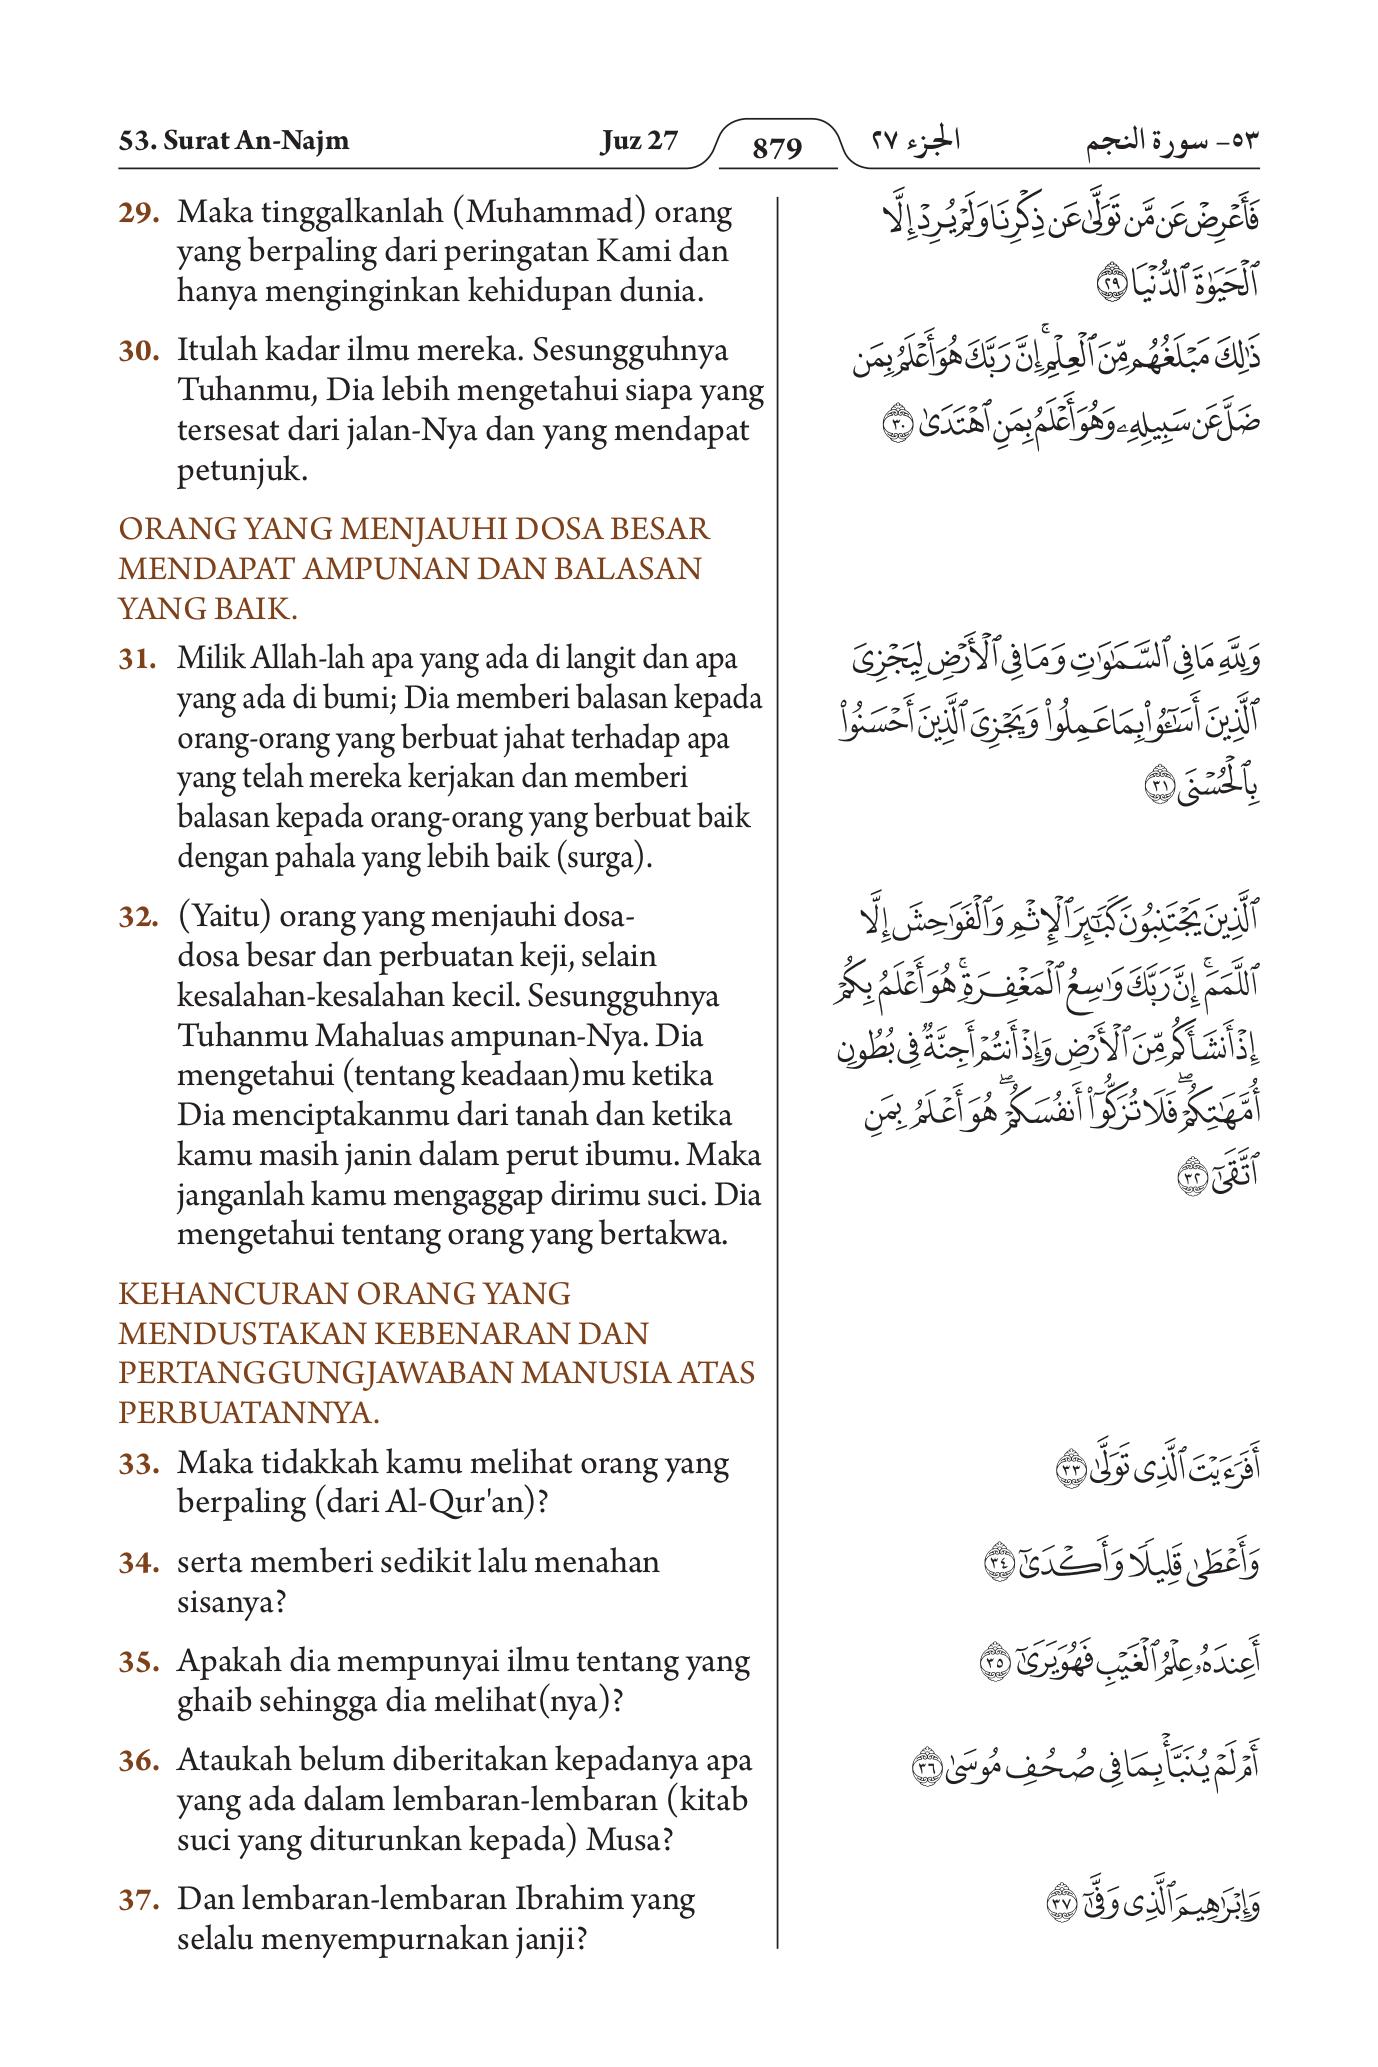 53. Surat An-Najm Juz 27 879 الجزء ٢٧ ٥٣- سورة النجم
29. Maka tinggalkanlah (Muhammad) orang
yang berpaling dari peringatan Kami dan
hanya menginginkan kehidupan dunia.
30. Itulah kadar ilmu mereka. Sesungguhnya
Tuhanmu, Dia lebih mengetahui siapa yang
tersesat dari jalan-Nya dan yang mendapat
petunjuk.
ORANG YANG MENJAUHI DOSA BESAR
MENDAPAT AMPUNAN DAN BALASAN
YANG BAIK.
31. Milik Allah-lah apa yang ada di langit dan apa
yang ada di bumi; Dia memberi balasan kepada
orang-orang yang berbuat jahat terhadap apa
yang telah mereka kerjakan dan memberi
balasan kepada orang-orang yang berbuat baik
dengan pahala yang lebih baik (surga).
32. (Yaitu) orang yang menjauhi dosa-
dosa besar dan perbuatan keji, selain
kesalahan-kesalahan kecil. Sesungguhnya
Tuhanmu Mahaluas ampunan-Nya. Dia
mengetahui (tentang keadaan)mu ketika
Dia menciptakanmu dari tanah dan ketika
kamu masih janin dalam perut ibumu. Maka
janganlah kamu mengaggap dirimu suci. Dia
mengetahui tentang orang yang bertakwa.
KEHANCURAN ORANG YANG
MENDUSTAKAN KEBENARAN DAN
PERTANGGUNGJAWABAN MANUSIA ATAS
PERBUATANNYA.
33. Maka tidakkah kamu melihat orang yang
berpaling (dari Al-Qur'an)?
34. serta memberi sedikit lalu menahan
sisanya?
35. Apakah dia mempunyai ilmu tentang yang
ghaib sehingga dia melihat(nya)?
36. Ataukah belum diberitakan kepadanya apa
yang ada dalam lembaran-lembaran (kitab
suci yang diturunkan kepada) Musa?
37. Dan lembaran-lembaran Ibrahim yang
selalu menyempurnakan janji?
فَأَعۡرِضۡ عَن مَّن تَوَلَّىٰ عَن ذِكۡرِنَا وَلَمۡ يُرِدۡ إِلَّا
ٱلۡحَيَوٰةَ ٱلدُّنۡيَا ٢٩
ذَٰلِكَ مَبۡلَغُهُم مِّنَ ٱلۡعِلۡمِۚ إِنَّ رَبَّكَ هُوَ أَعۡلَمُ بِمَن
ضَلَّ عَن سَبِيلِهِۦ وَهُوَ أَعۡلَمُ بِمَنِ ٱهۡتَدَىٰ ٣٠
وَلِلَّهِ مَا فِي ٱلسَّمَٰوَٰتِ وَمَا فِي ٱلۡأَرۡضِ لِيَجۡزِيَ
ٱلَّذِينَ أَسَٰٓـُٔواْ بِمَا عَمِلُواْ وَيَجۡزِيَ ٱلَّذِينَ أَحۡسَنُواْ
بِٱلۡحُسۡنَى ٣١
ٱلَّذِينَ يَجۡتَنِبُونَ كَبَٰٓئِرَ ٱلۡإِثۡمِ وَٱلۡفَوَٰحِشَ إِلَّا
ٱللَّمَمَۚ إِنَّ رَبَّكَ وَٰسِعُ ٱلۡمَغۡفِرَةِۚ هُوَ أَعۡلَمُ بِكُمۡ
إِذۡ أَنشَأَكُم مِّنَ ٱلۡأَرۡضِ وَإِذۡ أَنتُمۡ أَجِنَّةٞ فِي بُطُونِ
أُمَّهَٰتِكُمۡۖ فَلَا تُزَكُّوٓاْ أَنفُسَكُمۡۖ هُوَ أَعۡلَمُ بِمَنِ
ٱتَّقَىٰٓ ٣٢
أَفَرَءَيۡتَ ٱلَّذِي تَوَلَّىٰ ٣٣
وَأَعۡطَىٰ قَلِيلٗا وَأَكۡدَىٰٓ ٣٤
أَعِندَهُۥ عِلۡمُ ٱلۡغَيۡبِ فَهُوَ يَرَىٰٓ ٣٥
أَمۡ لَمۡ يُنَبَّأۡ بِمَا فِي صُحُفِ مُوسَىٰ ٣٦
وَإِبۡرَٰهِيمَ ٱلَّذِي وَفَّىٰٓ ٣٧